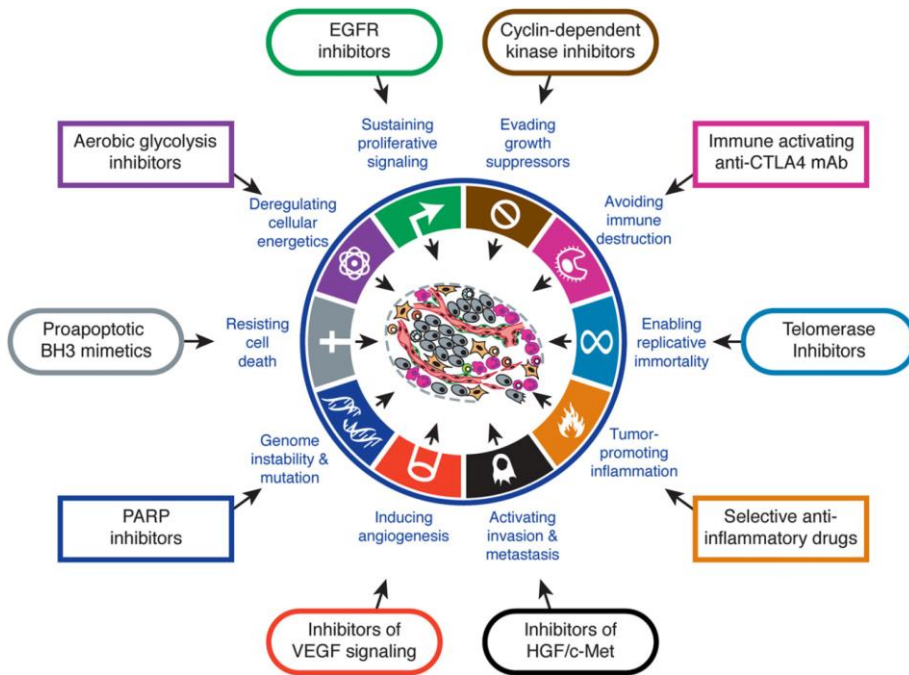 EGFR
inhibitors
Cyclin-dependent
kinase inhibitors
Sustaining
proliferative
signaling
Evading
growth
suppressors
Aerobic glycolysis
inhibitors
Immune activating
anti-CTLA4 mAb
Deregulating
cellular
energetics
Avoiding
immune
destruction
Proapoptotic
BH3 mimetics
Resisting
cell
death
Enabling
replicative
immortality
Telomerase
Inhibitors
Genome
instability &
mutation
Tumor-
promoting
inflammation
PARP
inhibitors
Inducing
angiogenesis
Activating
invasion &
metastasis
Selective anti-
inflammatory drugs
Inhibitors of
VEGF signaling
Inhibitors of
HGF/c-Met